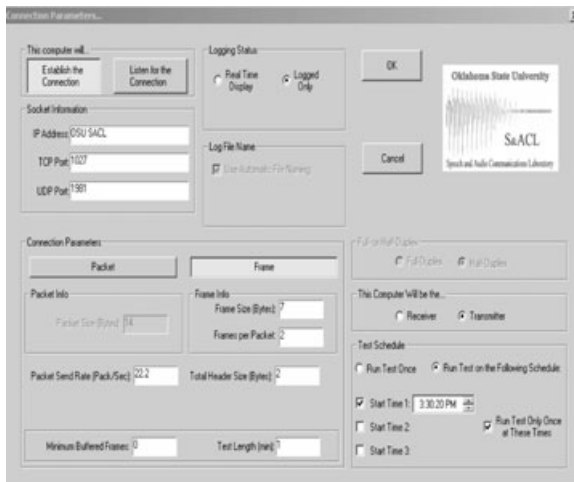 Connection Parameters...
This computer will...
Establish the Connection
Listen for the Connection
Socket Information
IP Address: OSU SACL
TCP Port: 1027
UDP Port: 1981
Logging Status
Real Time Display
Logged Only
Log File Name
Use Automatic File Naming
OK
Cancel
Oklahoma State University
S&ACL
Speech and Audio Communications Laboratory
Connection Parameters
Packet
Frame
Packet Info
Packet Size (Bytes): 14
Frame Info
Frame Size (Bytes): 7
Frames per Packet: 2
Packet Send Rate (Pack/Sec): 22.2
Total Header Size (Bytes): 2
Minimum Buffered Frames: 0
Test Length (min): 1
Full- or Half-Duplex
Full-Duplex
Half-Duplex
This Computer Will be the...
Receiver
Transmitter
Test Schedule
Run Test Once
Run Test on the Following Schedule:
Start Time 1: 3:30:20 PM
Start Time 2:
Start Time 3:
Run Test Only Once at These Times